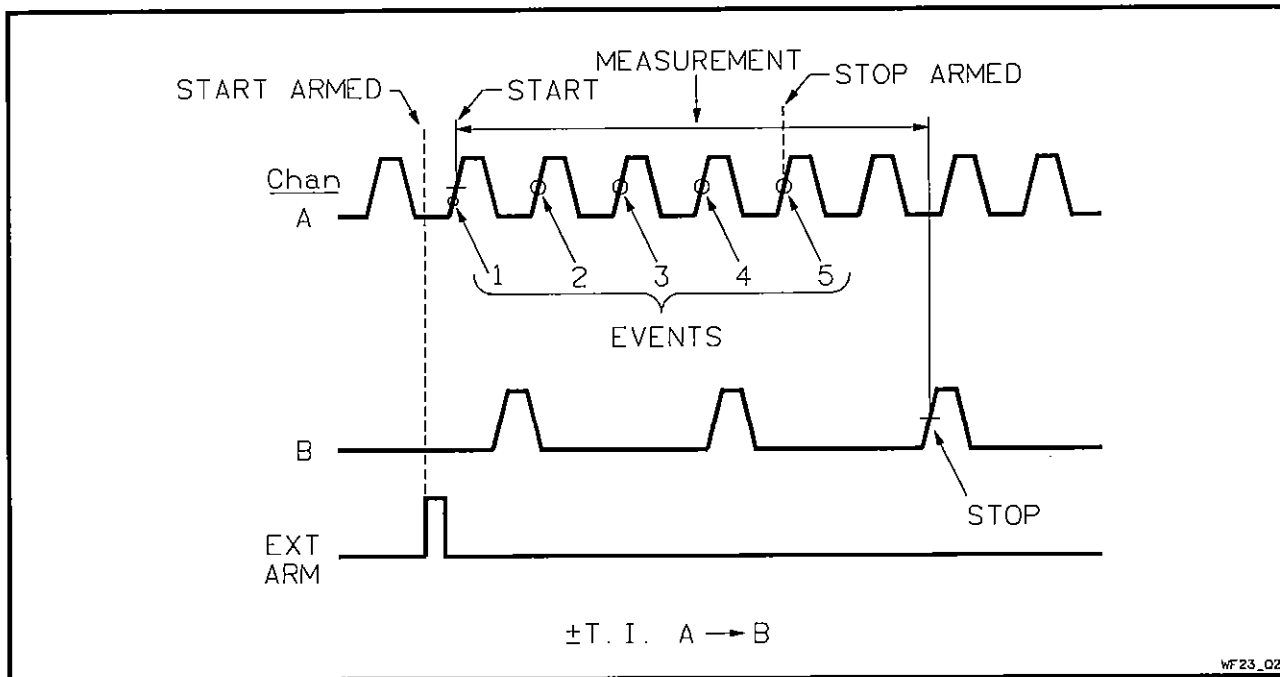 MEASUREMENT
START ARMED
START
STOP ARMED
Chan
A
1 2 3 4 5
EVENTS
B
STOP
EXT
ARM
±T. I. A → B
WF23_02